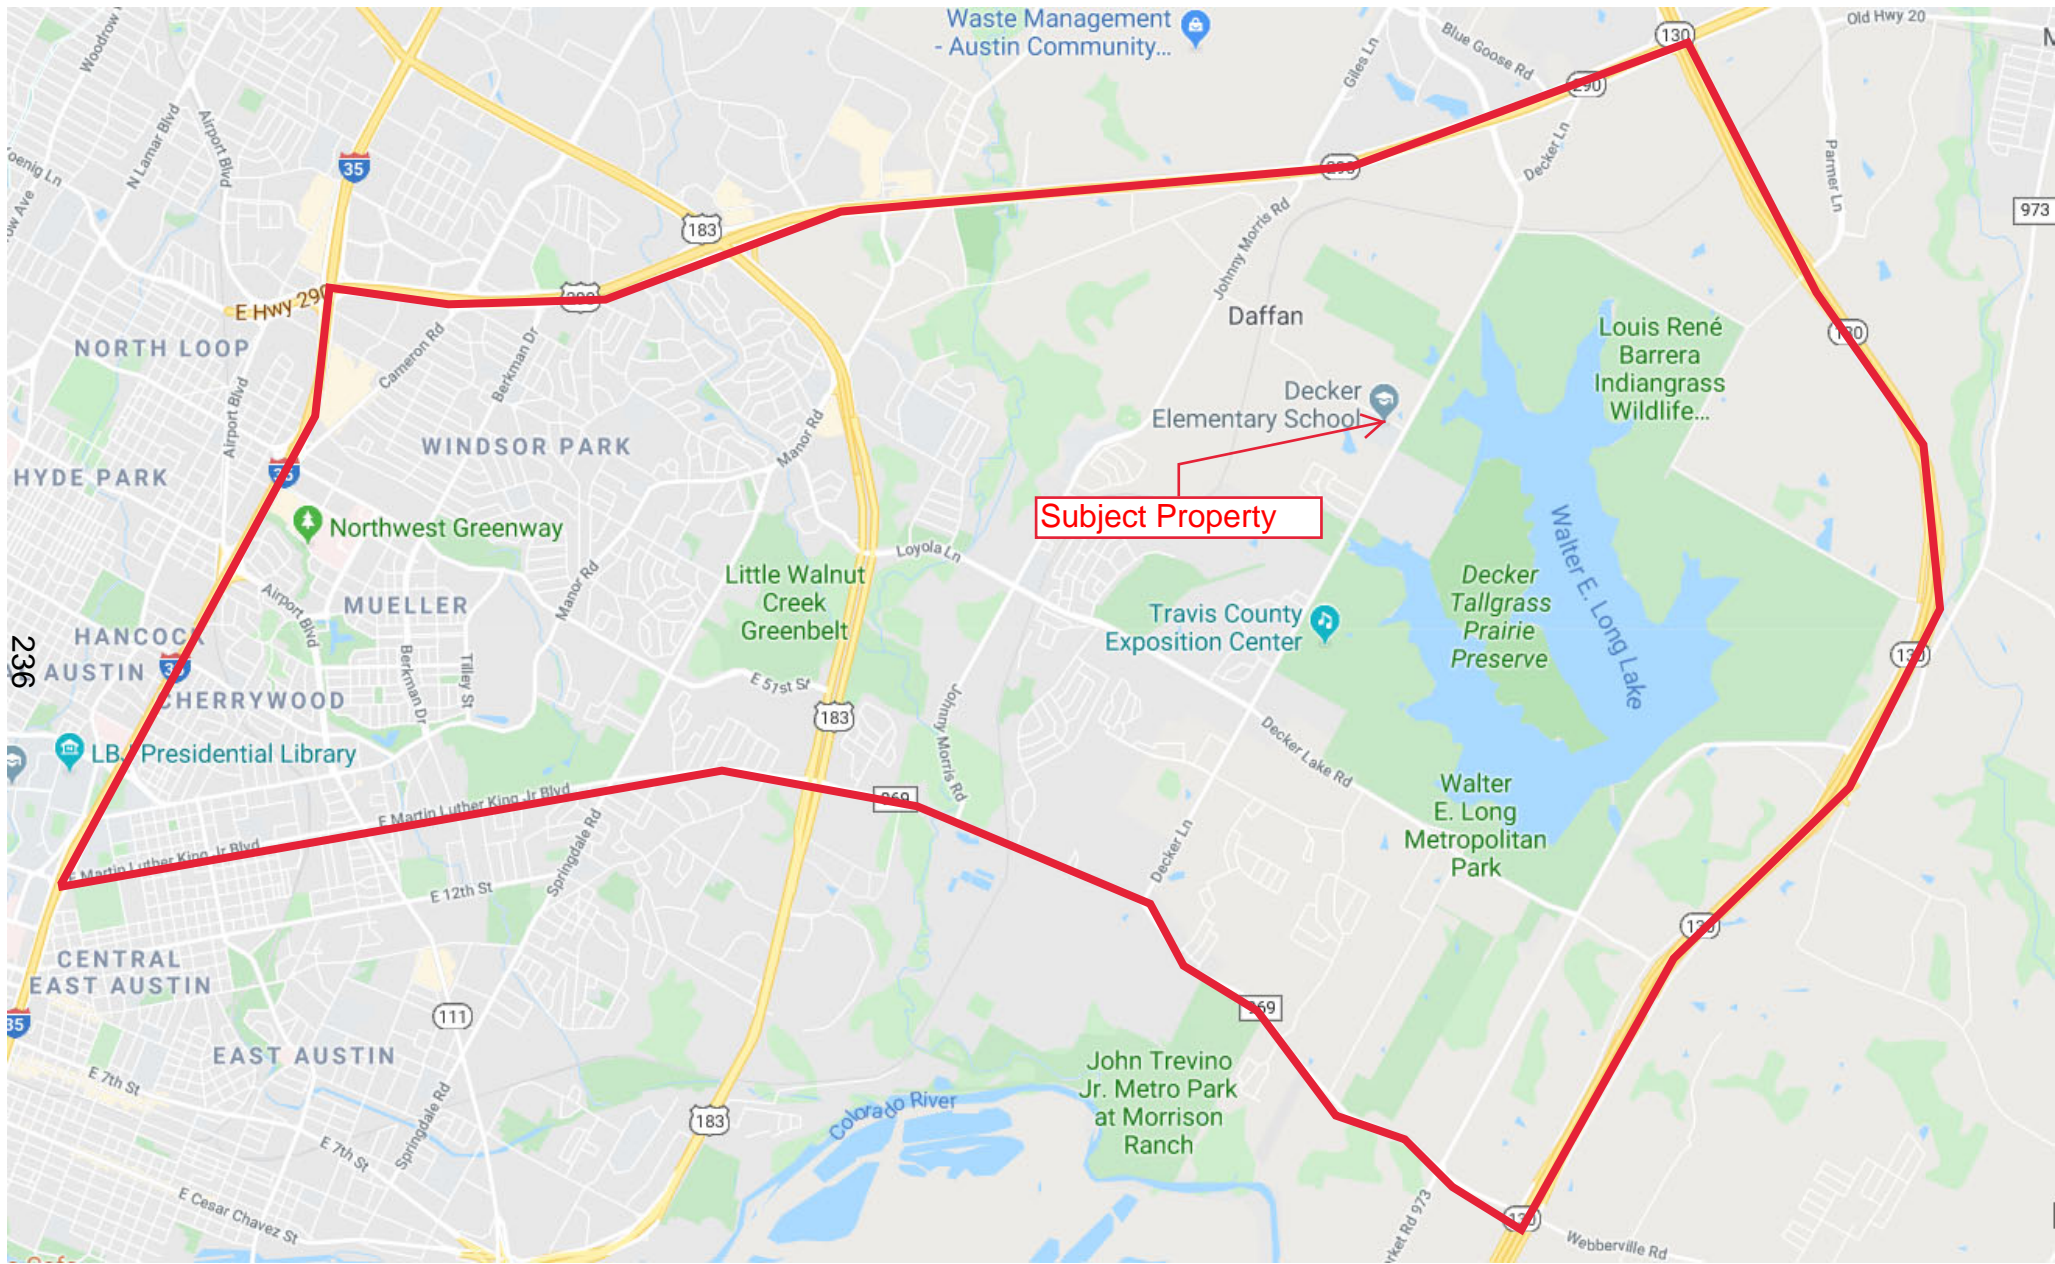 Waste Management
- Austin Community...
130
Old Hwy 20
Woodrow
Blue Goose Rd
Giles Ln
290
N Lamar Blvd
Airport Blvd
35
Decker Ln
Parmer Ln
290
973
183
Johnny Morris Rd
E Hwy 290
290
Daffan
Louis René
Barrera
Indiangrass
Wildlife...
130
NORTH LOOP
Cameron Rd
Berkman Dr
Decker
Elementary School
Airport Blvd
WINDSOR PARK
Manor Rd
HYDE PARK
35
Subject Property
Northwest Greenway
Loyola Ln
Walter E. Long Lake
Little Walnut
Creek
Greenbelt
Decker
Tallgrass
Prairie
Preserve
Manor Rd
Airport Blvd
MUELLER
Travis County
Exposition Center
HANCOCK
AUSTIN
35
236
Berkman Dr
Tilley St
E 51st St
130
CHERRYWOOD
183
Johnny Morris Rd
Decker Lake Rd
LBJ Presidential Library
E Martin Luther King Jr Blvd
969
Walter
E. Long
Metropolitan
Park
E Martin Luther King Jr Blvd
Springdale Rd
Decker Ln
E 12th St
130
CENTRAL
EAST AUSTIN
35
111
969
EAST AUSTIN
E 7th St
John Trevino
Jr. Metro Park
at Morrison
Ranch
Colorado River
183
Springdale Rd
E 7th St
E Cesar Chavez St
130
Webberville Rd
rket Rd 973